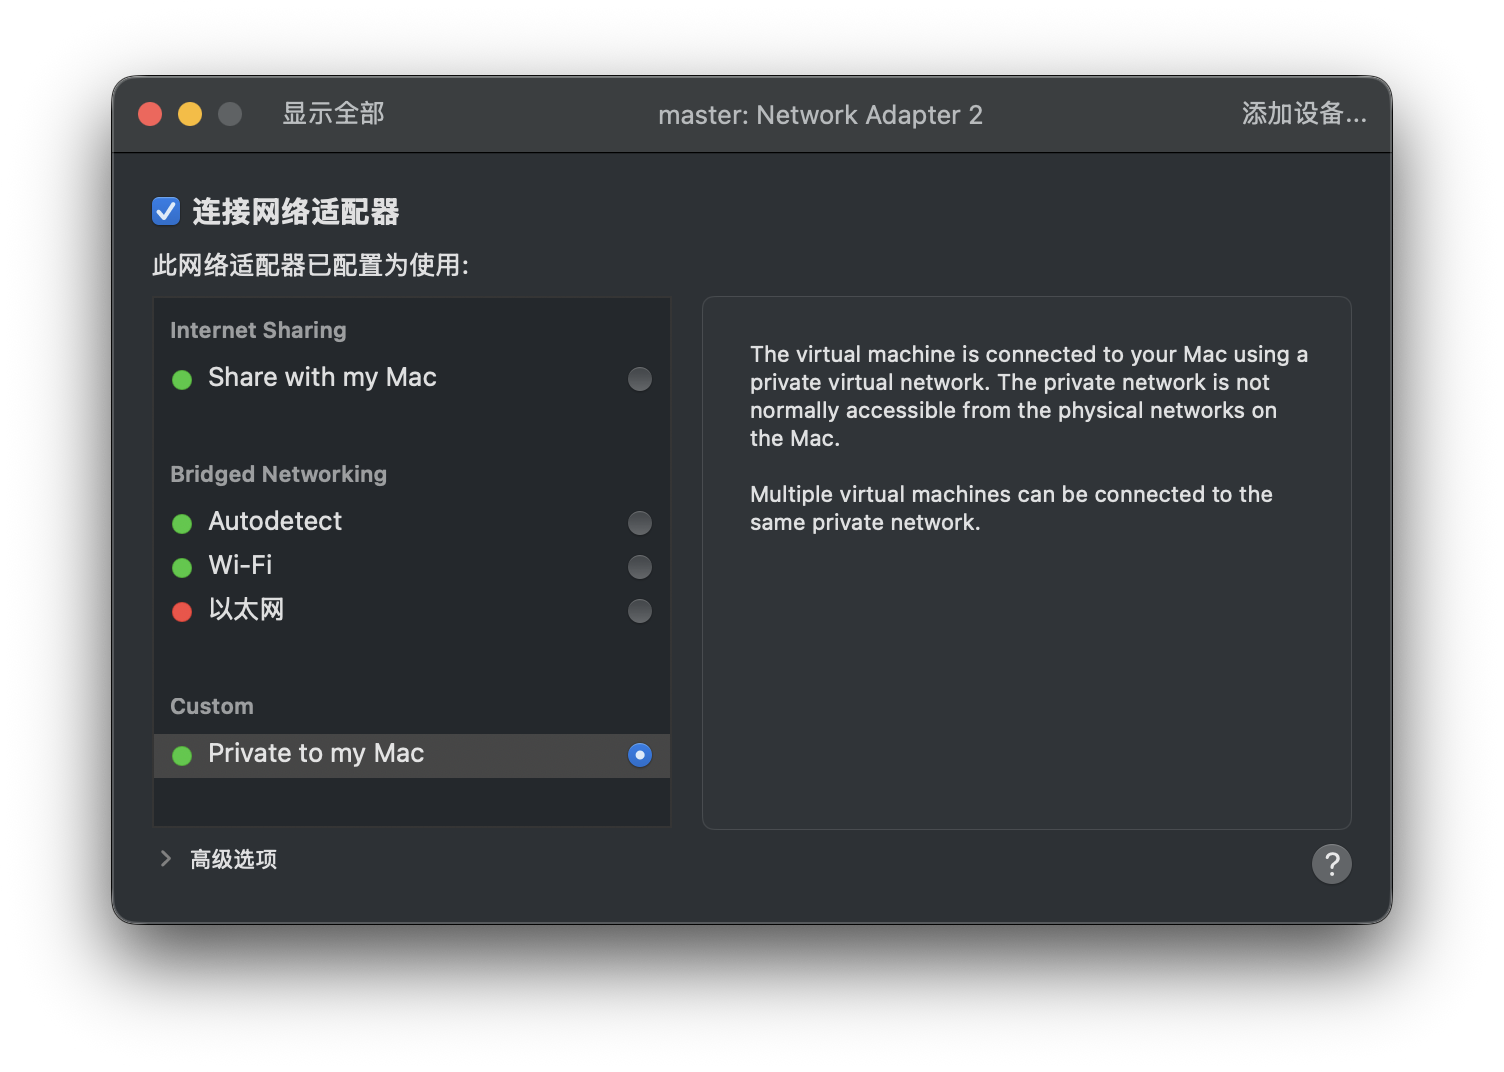 显示全部
master: Network Adapter 2
添加设备...
连接网络适配器
此网络适配器已配置为使用:
Internet Sharing
Share with my Mac
Bridged Networking
Autodetect
Wi-Fi
以太网
Custom
Private to my Mac
The virtual machine is connected to your Mac using a
private virtual network. The private network is not
normally accessible from the physical networks on
the Mac.
Multiple virtual machines can be connected to the
same private network.
高级选项
?